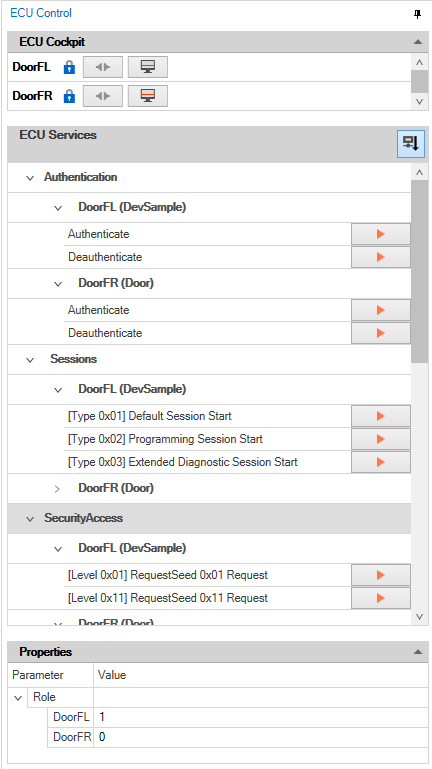 ECU Control
ECU Cockpit
DoorFL
DoorFR
ECU Services
Authentication
DoorFL (DevSample)
Authenticate
Deauthenticate
DoorFR (Door)
Authenticate
Deauthenticate
Sessions
DoorFL (DevSample)
[Type 0x01] Default Session Start
[Type 0x02] Programming Session Start
[Type 0x03] Extended Diagnostic Session Start
DoorFR (Door)
SecurityAccess
DoorFL (DevSample)
[Level 0x01] RequestSeed 0x01 Request
[Level 0x11] RequestSeed 0x11 Request
DoorFR (Door)
Properties
Parameter Value
Role
DoorFL 1
DoorFR 0